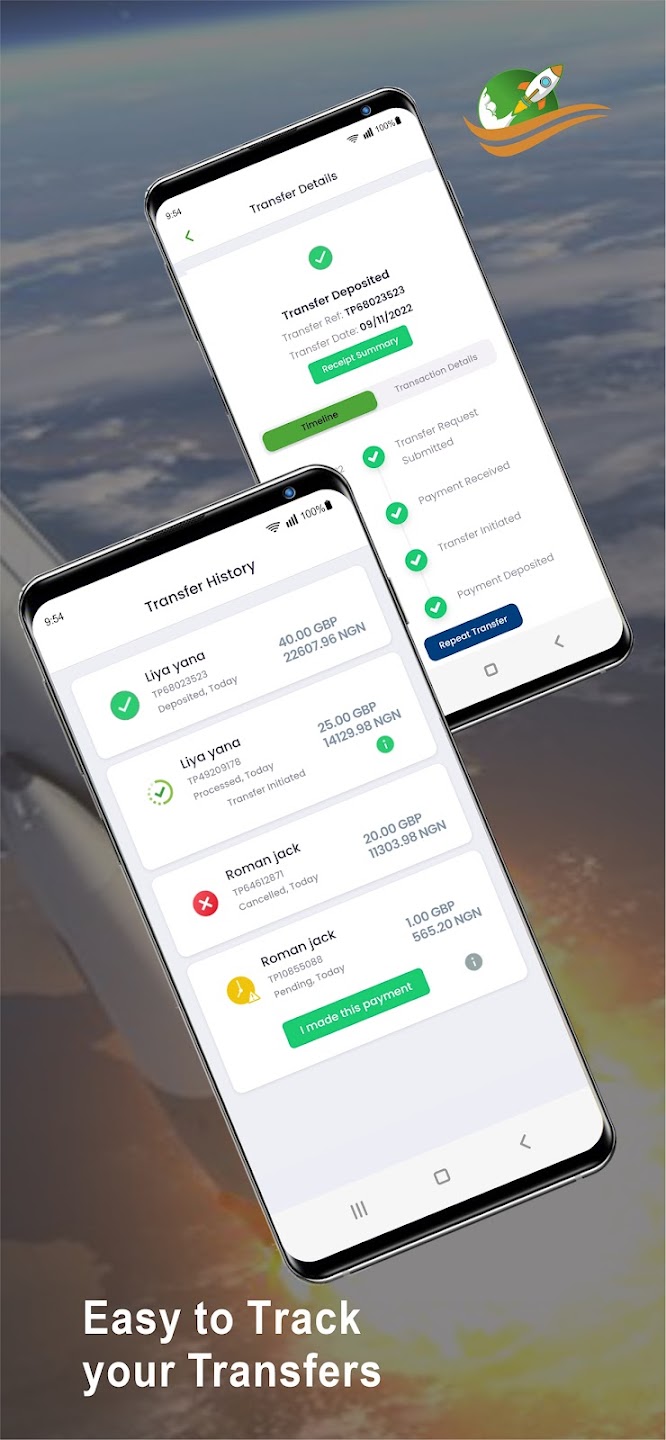 9:54
100%
Transfer Details
Transfer Deposited
Transfer Ref: TP68023523
Transfer Date: 09/11/2022
Receipt Summary
Timeline
Transaction Details
Transfer Request
Submitted
Payment Received
Transfer Initiated
Payment Deposited
Repeat Transfer
9:54
100%
Transfer History
Liya yana
TP68023523
Deposited, Today
40.00 GBP
22607.96 NGN
Liya yana
TP49209178
Processed, Today
Transfer Initiated
25.00 GBP
14129.98 NGN
Roman jack
TP64612871
Cancelled, Today
20.00 GBP
11303.98 NGN
Roman jack
TP10855088
Pending, Today
1.00 GBP
565.20 NGN
I made this payment
Easy to Track
your Transfers